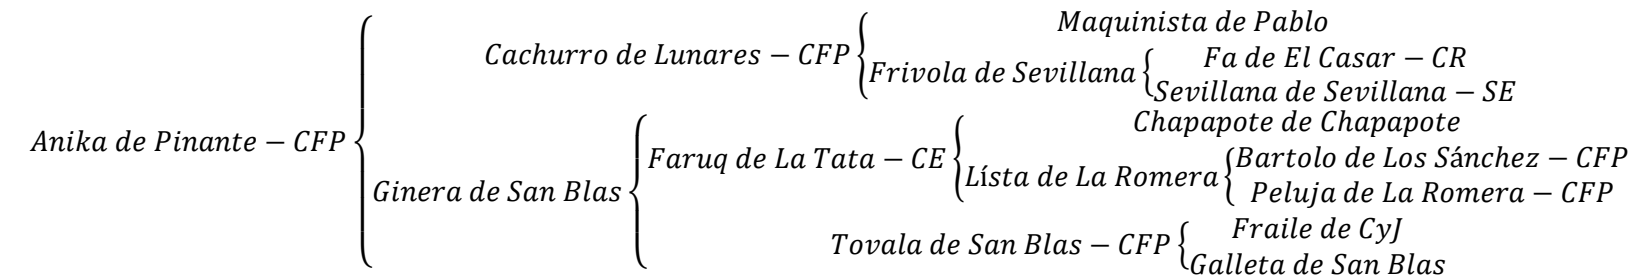 Maquinista de Pablo
Cachurro de Lunares − CFP
Frivola de Sevillana
Fa de El Casar − CR
Sevillana de Sevillana − SE
Anika de Pinante − CFP
Chapapote de Chapapote
Faruq de La Tata − CE
Lísta de La Romera
Bartolo de Los Sánchez − CFP
Peluja de La Romera − CFP
Ginera de San Blas
Tovala de San Blas − CFP
Fraile de CyJ
Galleta de San Blas